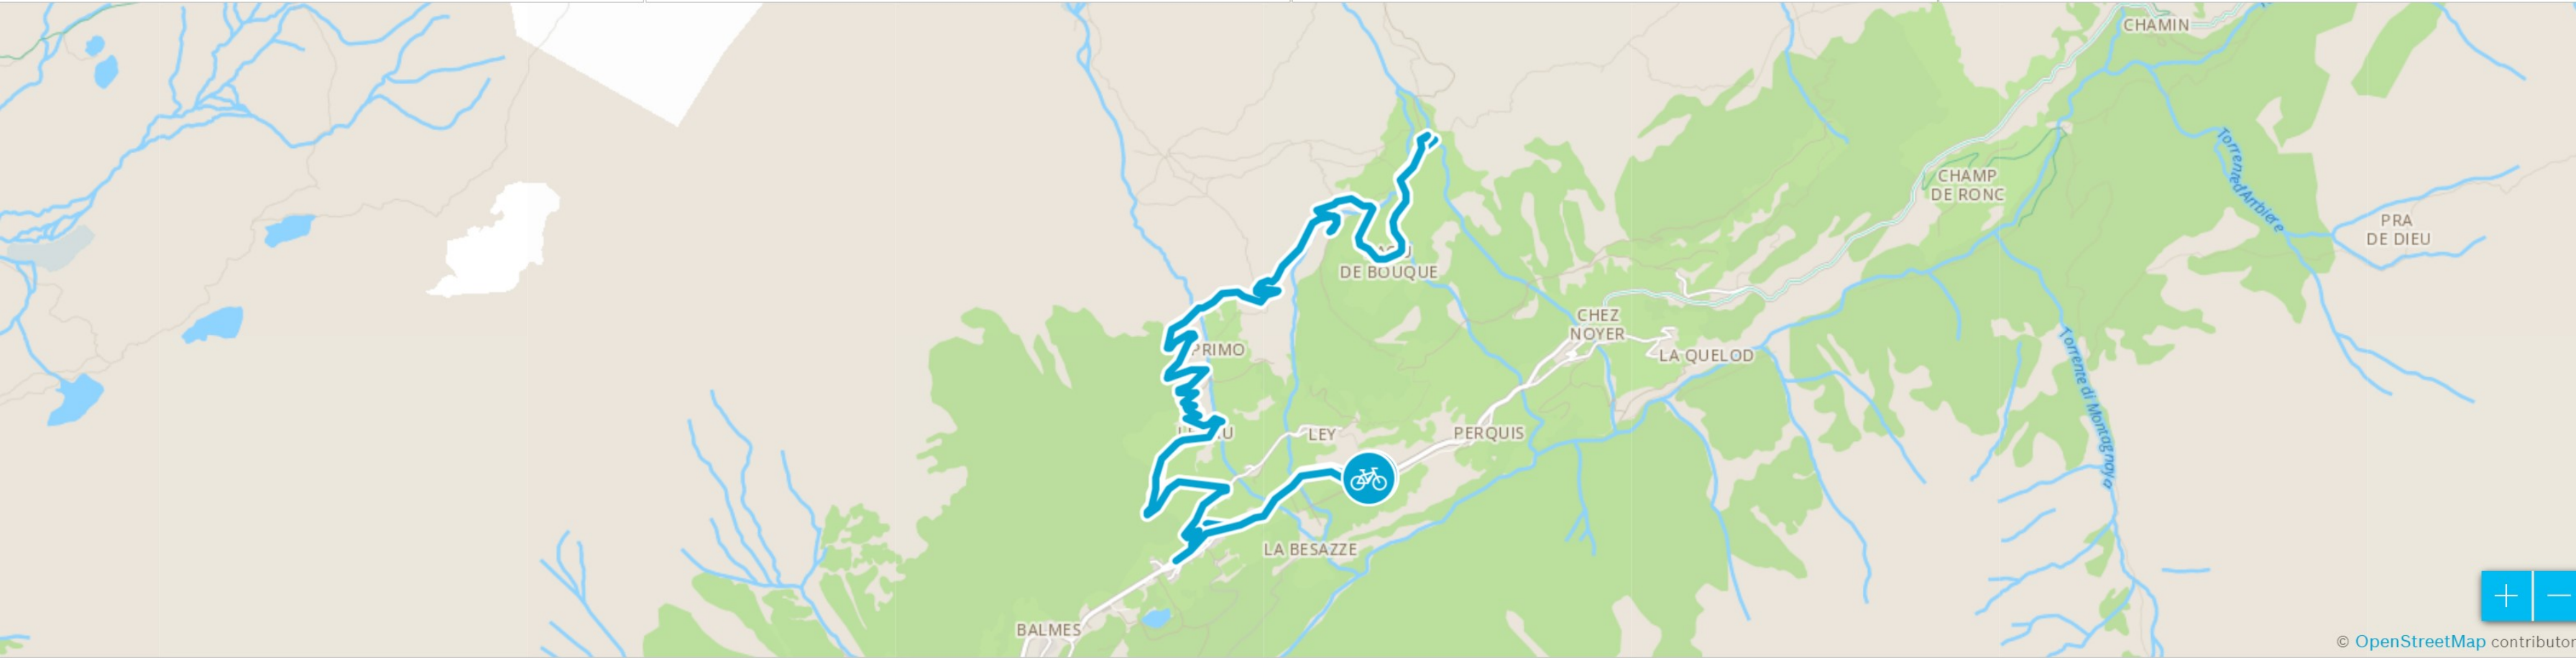 CHAMIN
Torrent d'Arbière
CHAMP
DE RONC
PRA
DE DIEU
DE BOUQUE
CHEZ
NOYER
PRIMO
LA QUELOD
Torrente di Montagnaya
LEY
PERQUIS
LA BESAZZE
BALMES
+
−
© OpenStreetMap contributor